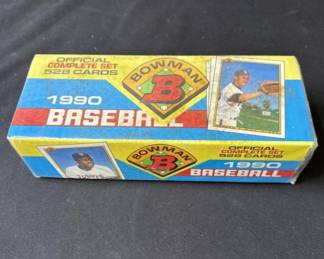 OFFICIAL
COMPLETE SET
528 CARDS
BOWMAN
B
1990
BASEBALL
BOWMAN
B
OFFICIAL
COMPLETE SET
528 CARDS
1990
BASEBALL